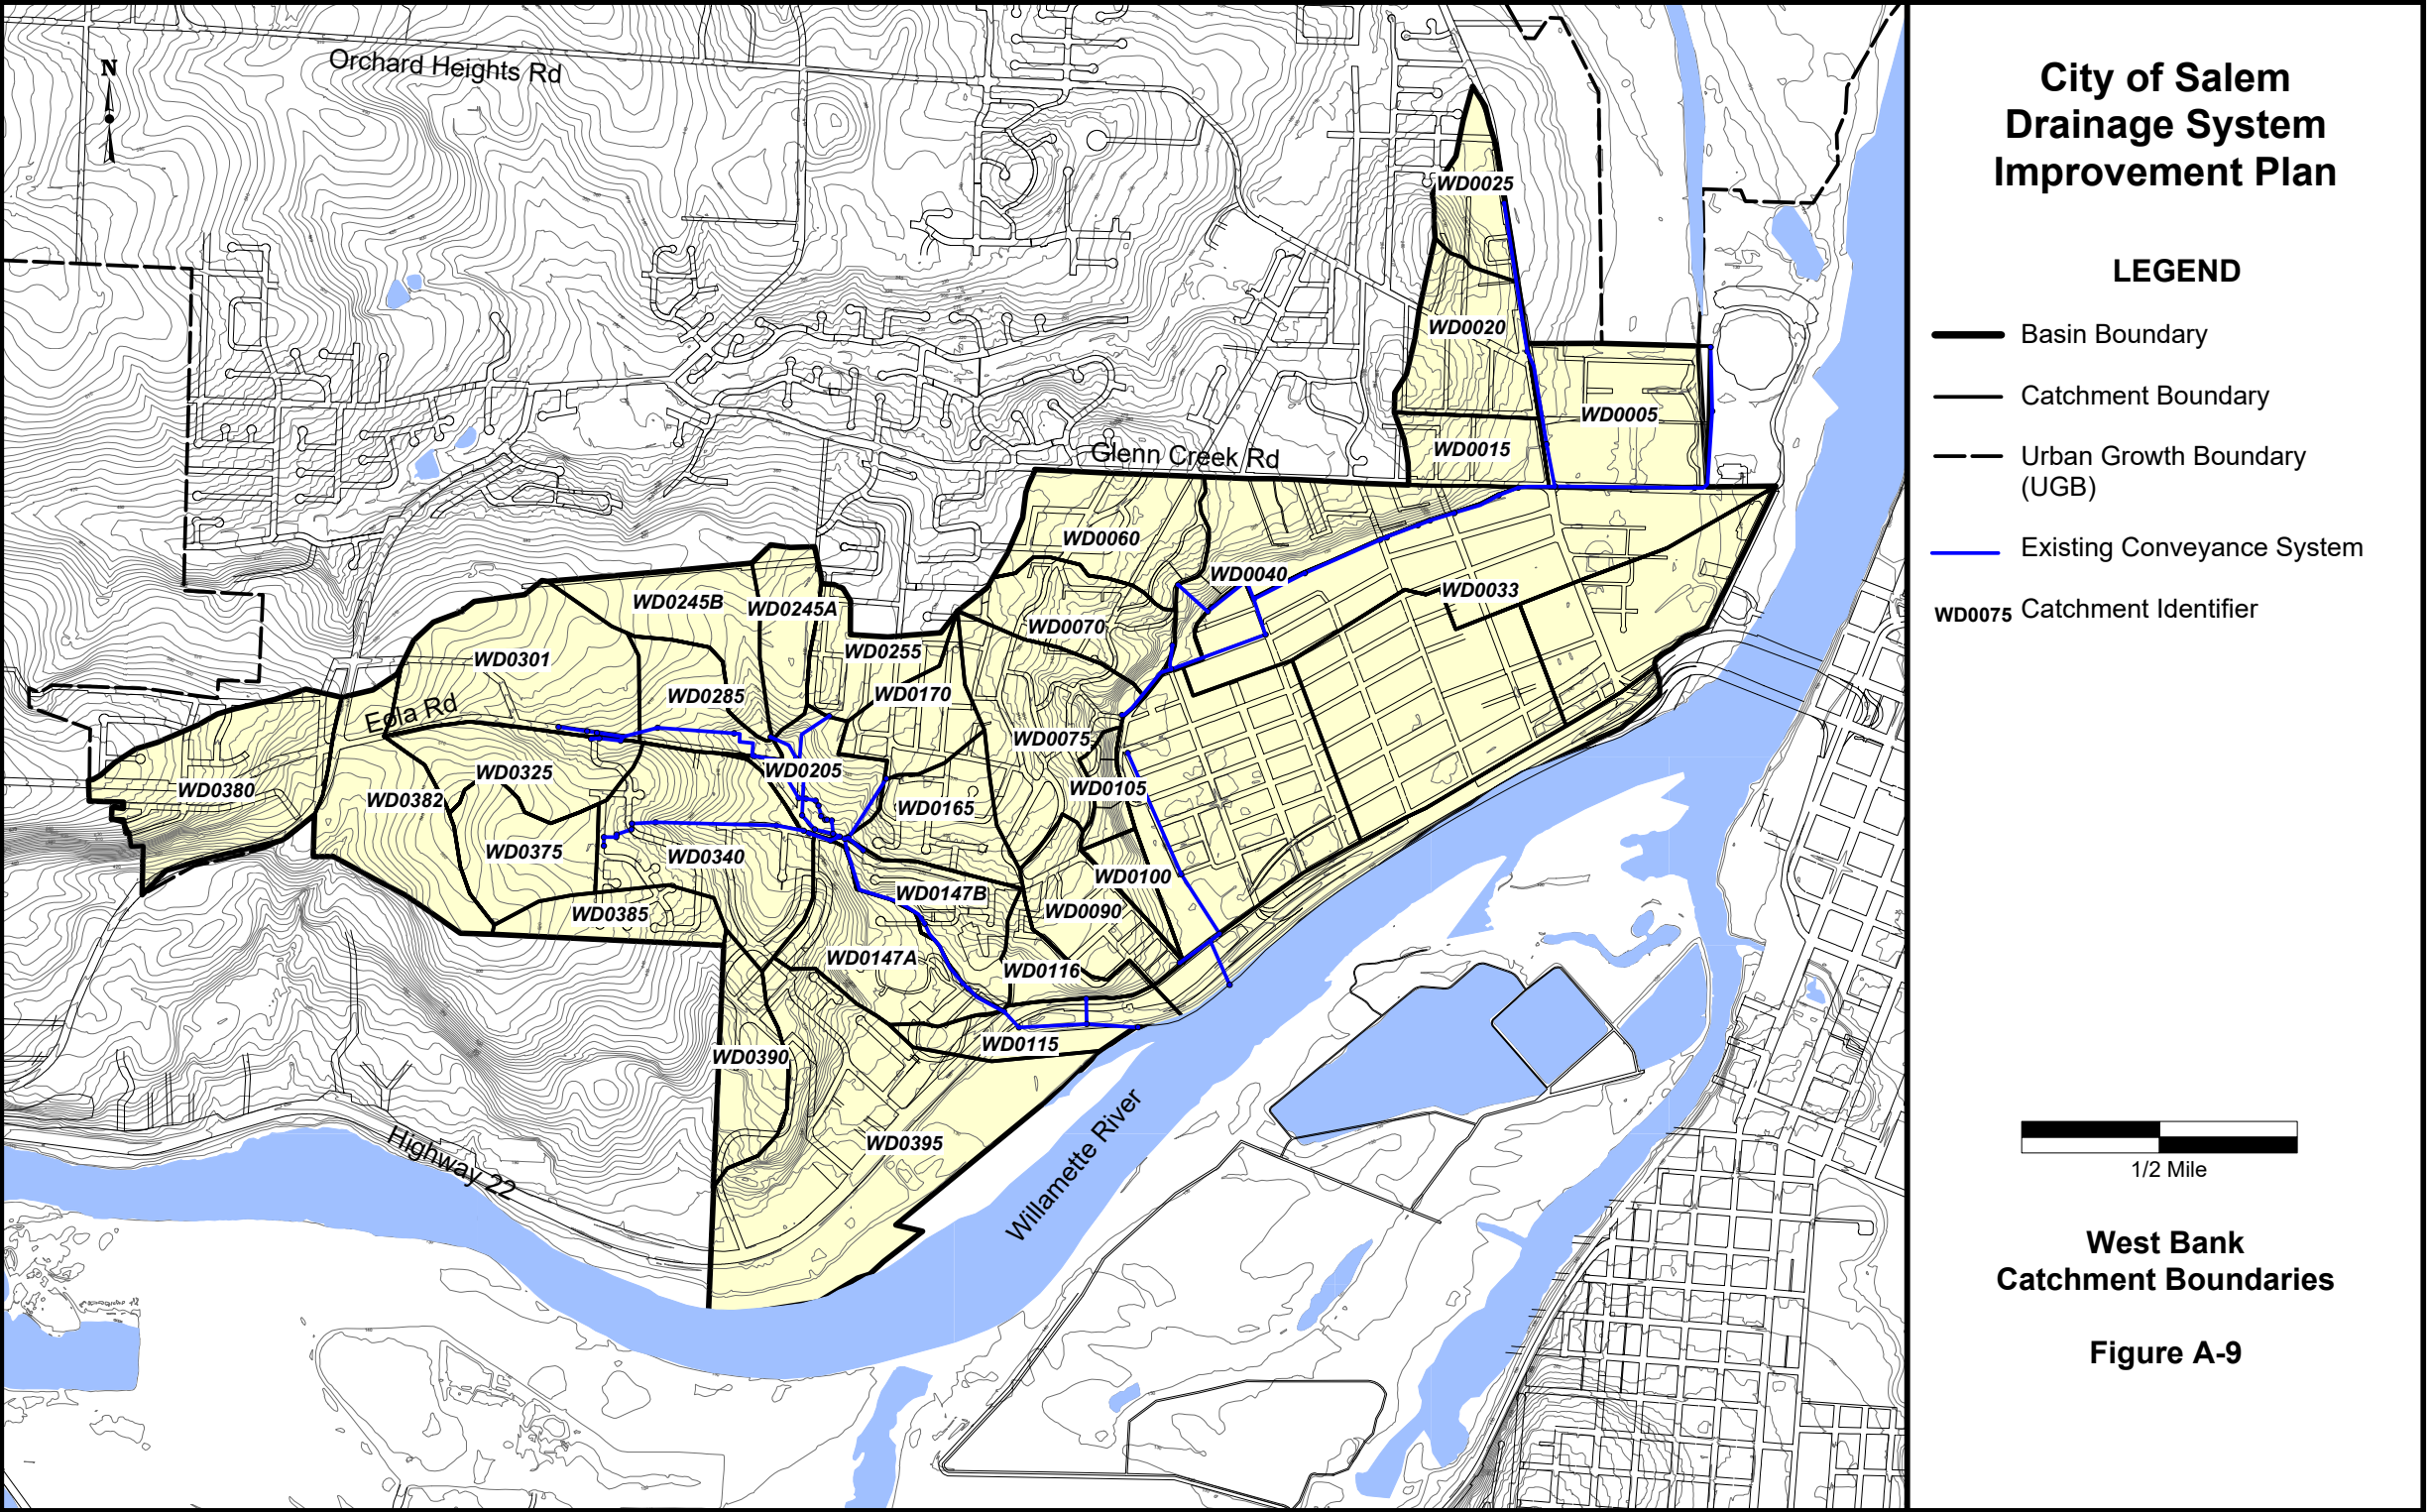 Orchard Heights Rd
N
WD0025
WD0020
WD0005
WD0015
Glenn Creek Rd
WD0060
WD0040
WD0033
WD0245B
WD0245A
WD0070
WD0255
WD0301
WD0285
WD0170
Eola Rd
WD0075
WD0205
WD0325
WD0380
WD0382
WD0105
WD0165
WD0375
WD0340
WD0100
WD0147B
WD0385
WD0090
WD0147A
WD0116
WD0115
WD0390
WD0395
Highway 22
Willamette River
City of Salem
Drainage System
Improvement Plan
LEGEND
Basin Boundary
Catchment Boundary
Urban Growth Boundary
(UGB)
Existing Conveyance System
WD0075 Catchment Identifier
1/2 Mile
West Bank
Catchment Boundaries
Figure A-9